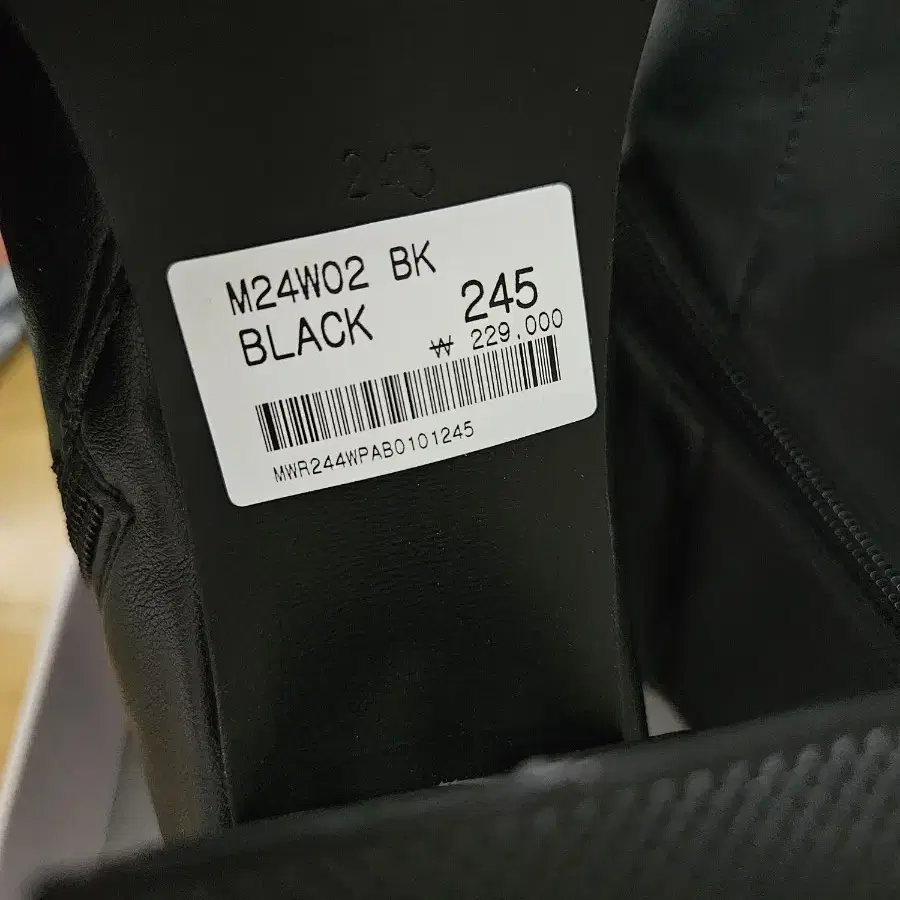 245
M24W02 BK
BLACK 245
₩ 229,000
MWR244WPAB0101245